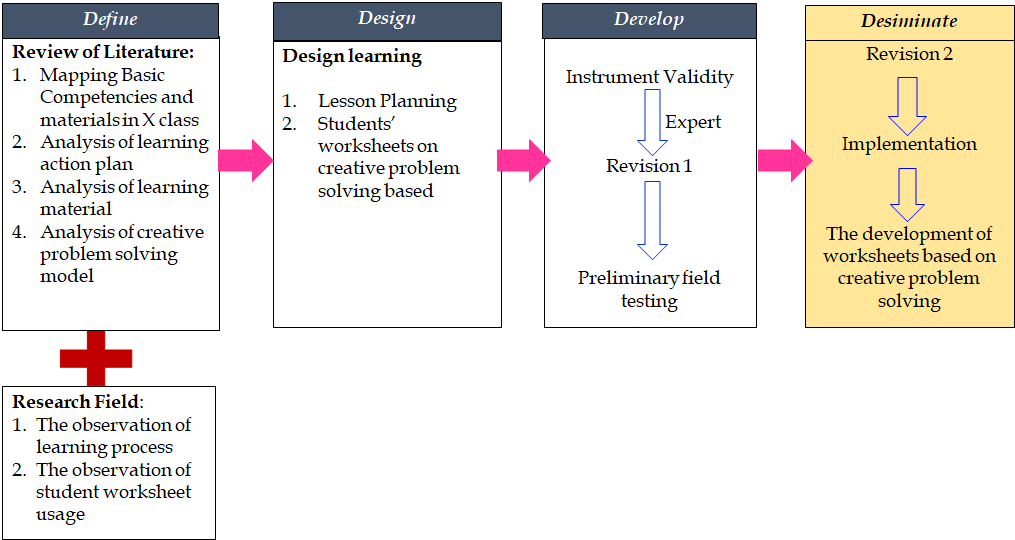 Define
Review of Literature:
1. Mapping Basic
Competencies and
materials in X class
2. Analysis of learning
action plan
3. Analysis of learning
material
4. Analysis of creative
problem solving
model
Research Field:
1. The observation of
learning process
2. The observation of
student worksheet
usage
Design
Design learning
1. Lesson Planning
2. Students’
worksheets on
creative problem
solving based
Develop
Instrument Validity
Expert
Revision 1
Preliminary field
testing
Desiminate
Revision 2
Implementation
The development of
worksheets based on
creative problem
solving